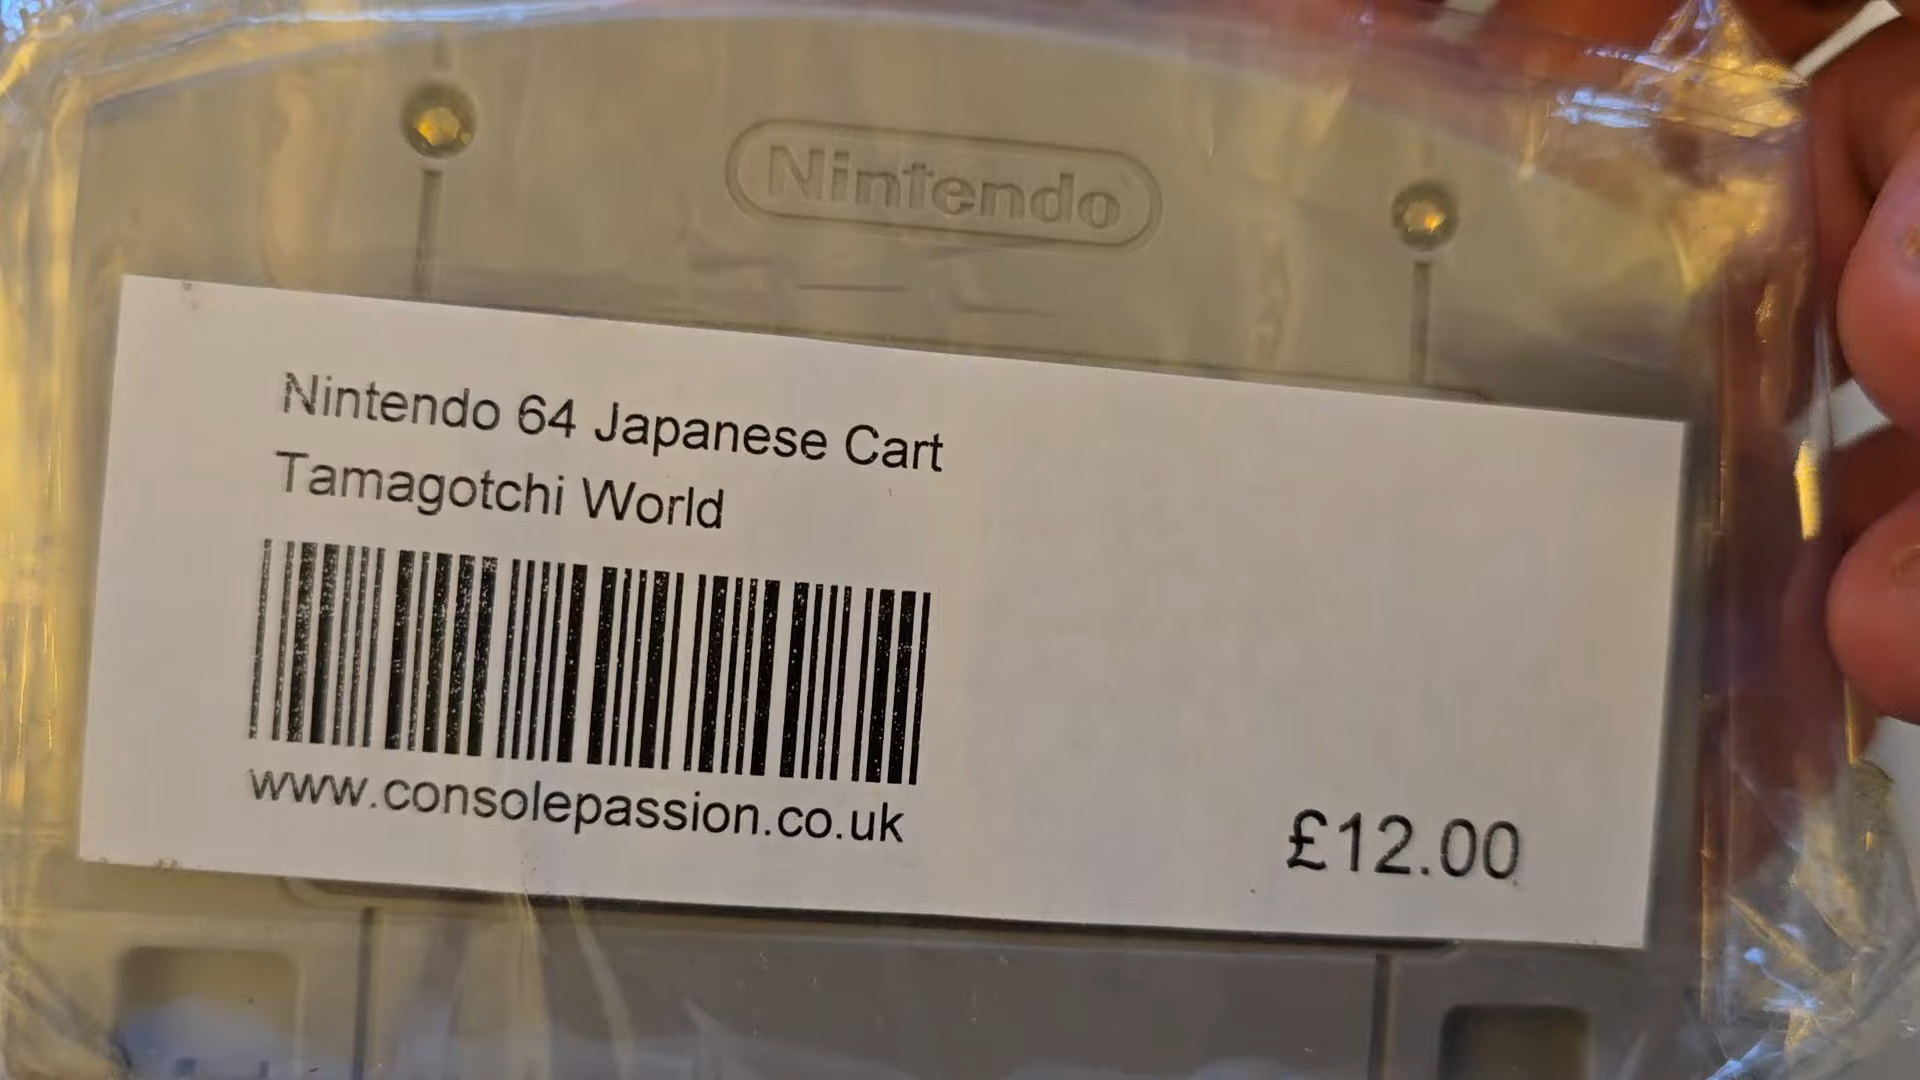 Nintendo
Nintendo 64 Japanese Cart
Tamagotchi World
www.consolepassion.co.uk
£12.00